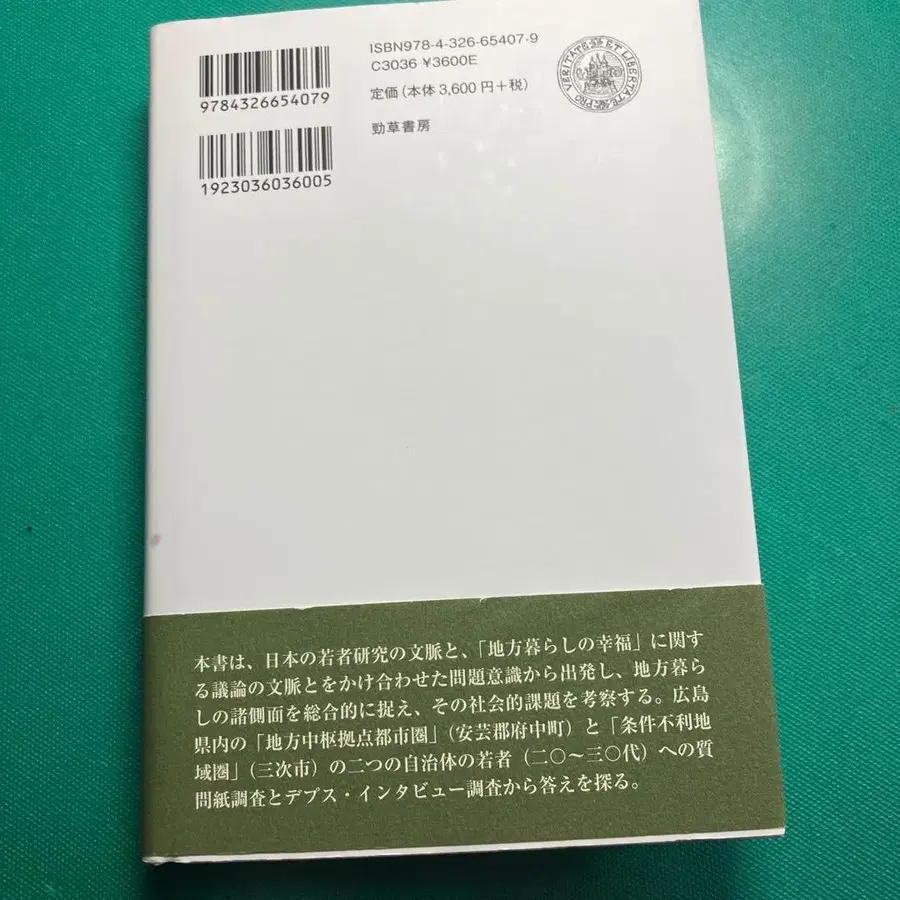 ISBN978-4-326-65407-9
C3036 ¥3600E
定価(本体3,600円+税)
勁草書房
9784326654079
1923036036005
VERITATE ET LIBERTATE PRO
本書は、日本の若者研究の文脈と、「地方暮らしの幸福」に関す
る議論の文脈とをかけ合わせた問題意識から出発し、地方暮ら
しの諸側面を総合的に捉え、その社会的課題を考察する。広島
県内の「地方中枢拠点都市圏」(安芸郡府中町)と「条件不利地
域圏」(三次市)の二つの自治体の若者(二〇〜三〇代)への質
問紙調査とデプス・インタビュー調査から答えを探る。